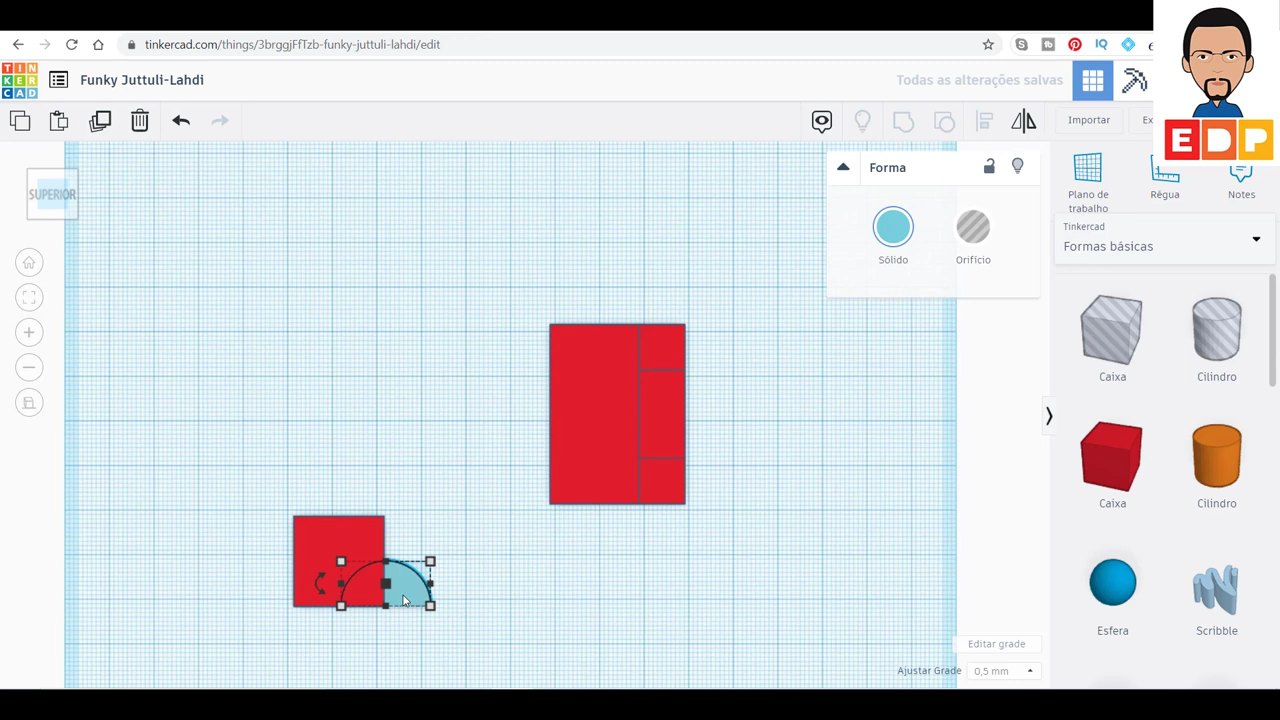 tinkercad.com/things/3brggjFfTzb-funky-juttuli-lahdi/edit
IQ
TIN
KER
CAD
Funky Juttuli-Lahdi
Todas as alterações salvas
Importar
Ex
EDP
SUPERIOR
Forma
Sólido
Orifício
Plano de
trabalho
Régua
Notes
Tinkercad
Formas básicas
Caixa
Cilindro
Caixa
Cilindro
Esfera
Scribble
Editar grade
Ajustar Grade
0,5 mm